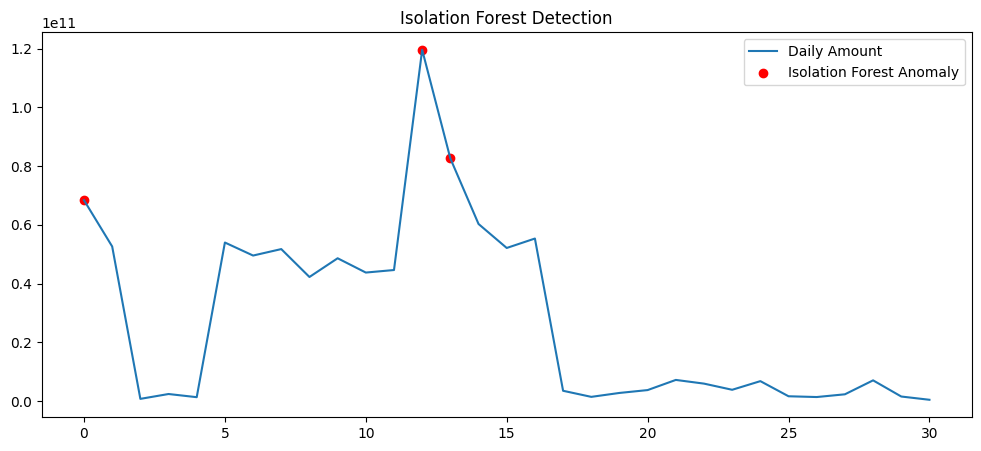 Isolation Forest Detection
1e11
Daily Amount
Isolation Forest Anomaly
1.2
1.0
0.8
0.6
0.4
0.2
0.0
0 5 10 15 20 25 30